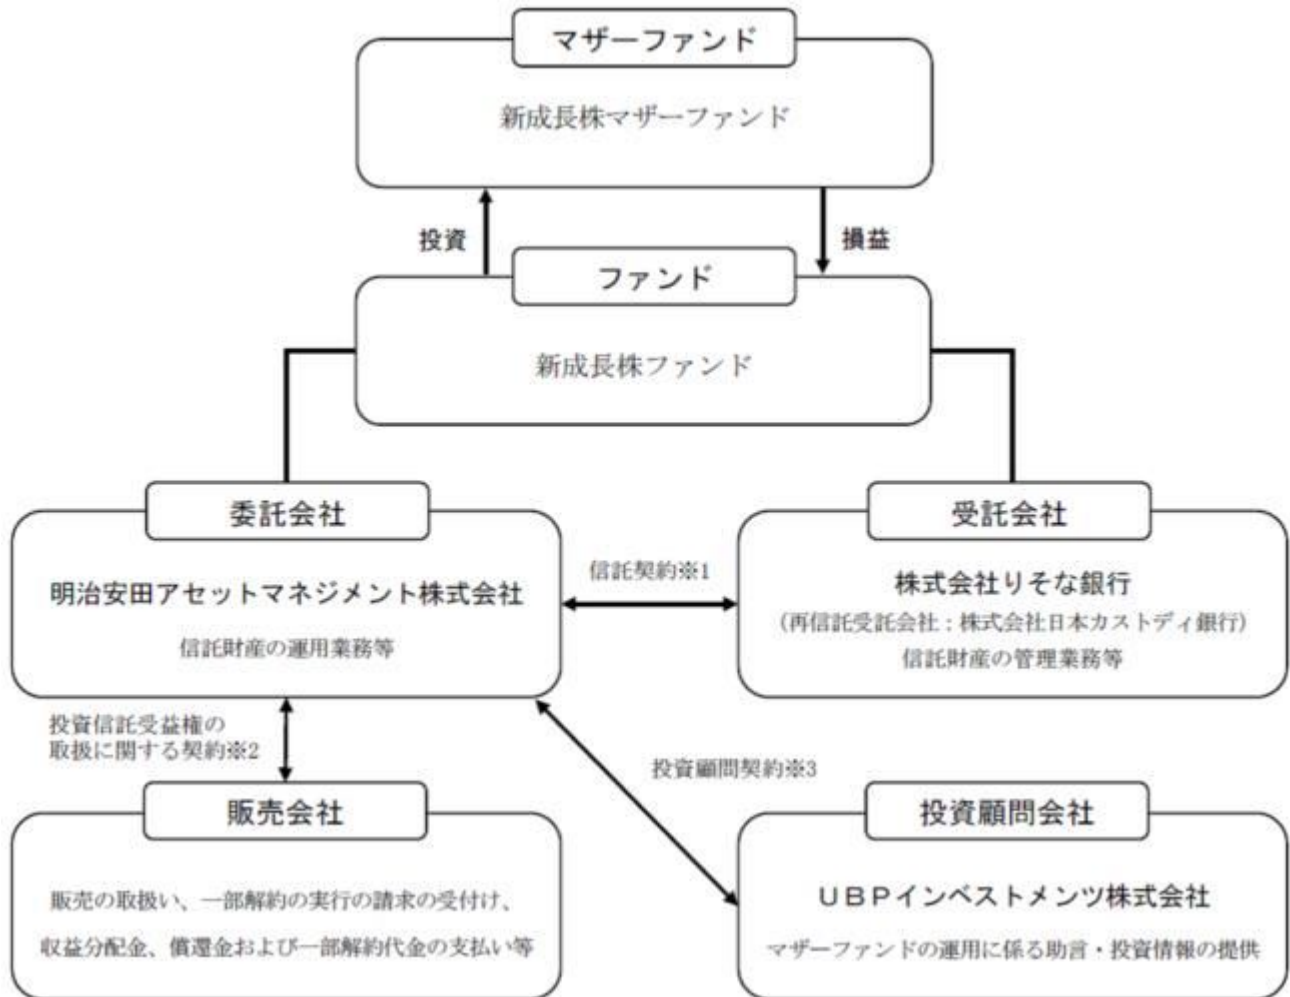 マザーファンド
新成長株マザーファンド
投資
損益
ファンド
新成長株ファンド
委託会社
明治安田アセットマネジメント株式会社
信託財産の運用業務等
信託契約※1
受託会社
株式会社りそな銀行
（再信託受託会社：株式会社日本カストディ銀行）
信託財産の管理業務等
投資信託受益権の
取扱に関する契約※2
投資顧問契約※3
販売会社
販売の取扱い、一部解約の実行の請求の受付け、
収益分配金、償還金および一部解約代金の支払い等
投資顧問会社
ＵＢＰインベストメンツ株式会社
マザーファンドの運用に係る助言・投資情報の提供